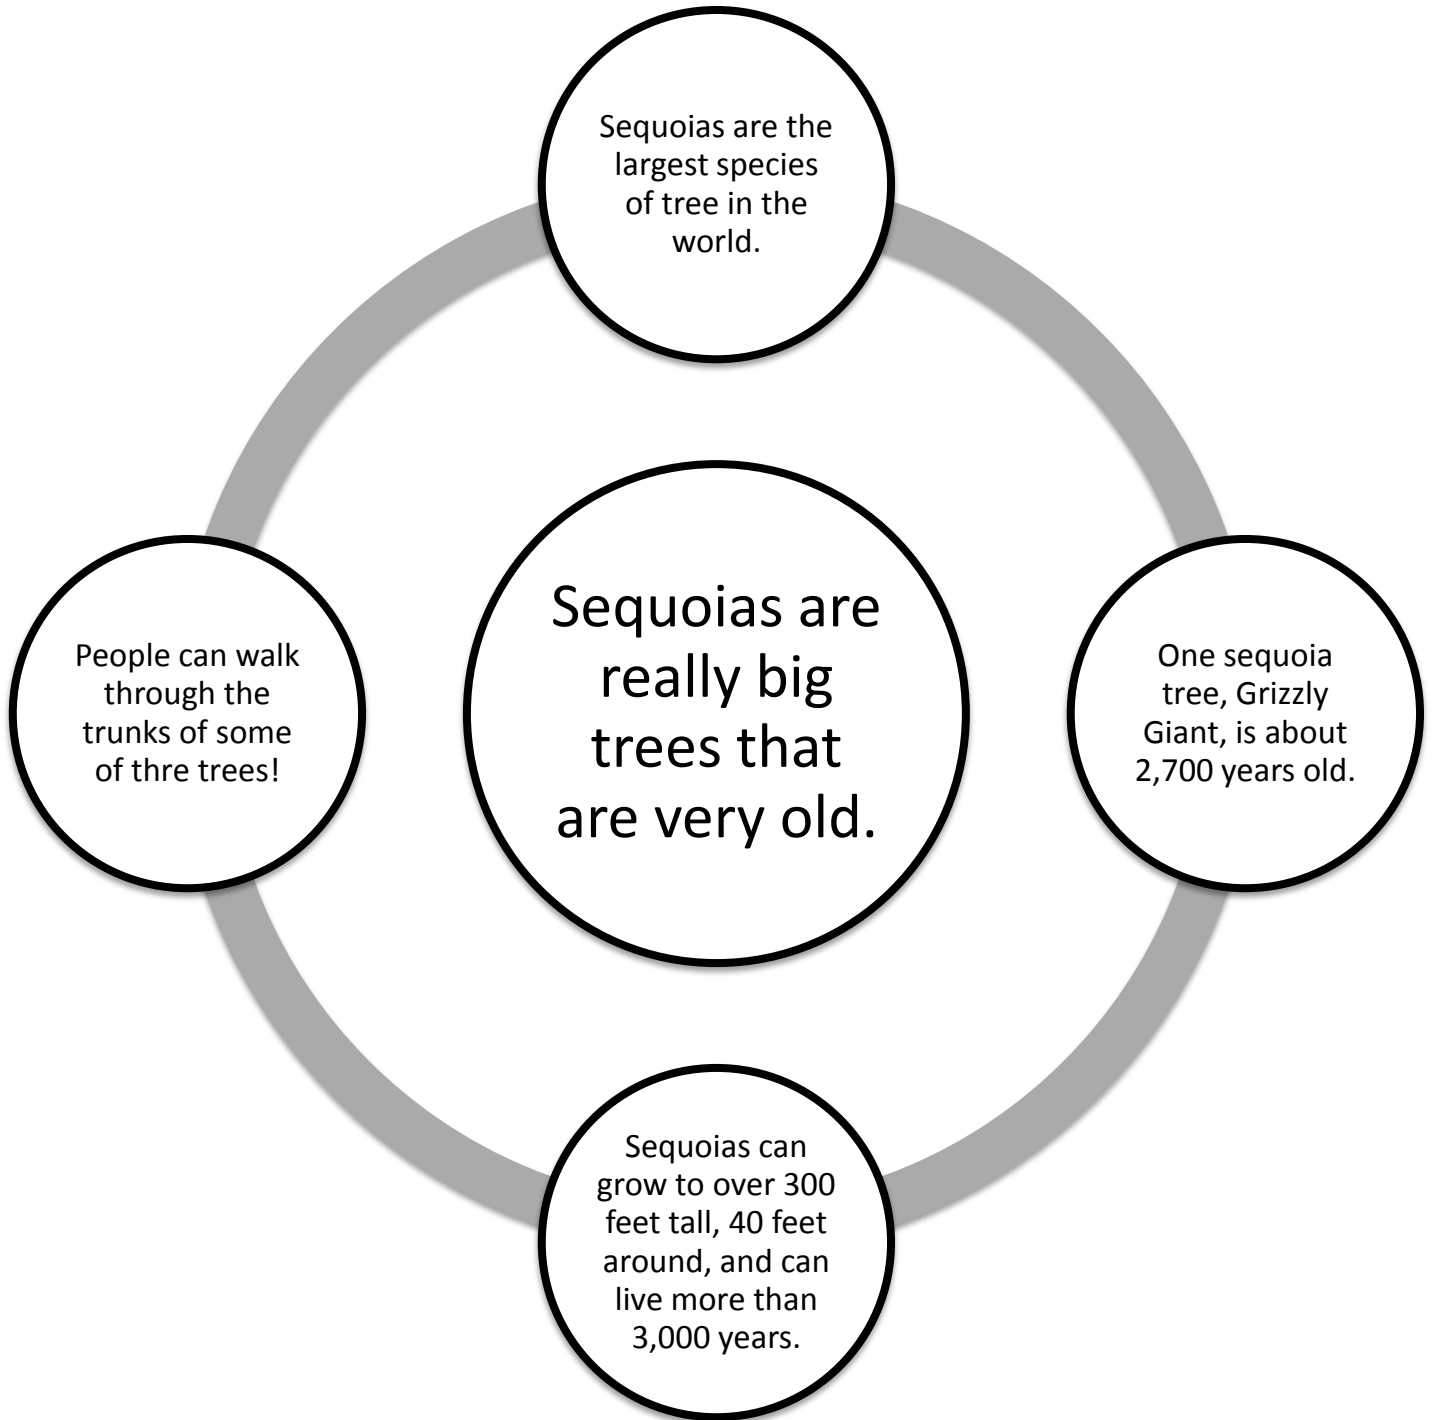 Sequoias are the
largest species
of tree in the
world.
Sequoias are
really big
trees that
are very old.
People can walk
through the
trunks of some
of thre trees!
One sequoia
tree, Grizzly
Giant, is about
2,700 years old.
Sequoias can
grow to over 300
feet tall, 40 feet
around, and can
live more than
3,000 years.